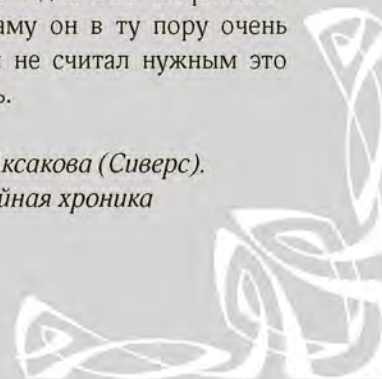 аму он в ту пору очень
не считал нужным это
ь.
ксакова (Сиверс).
йная хроника